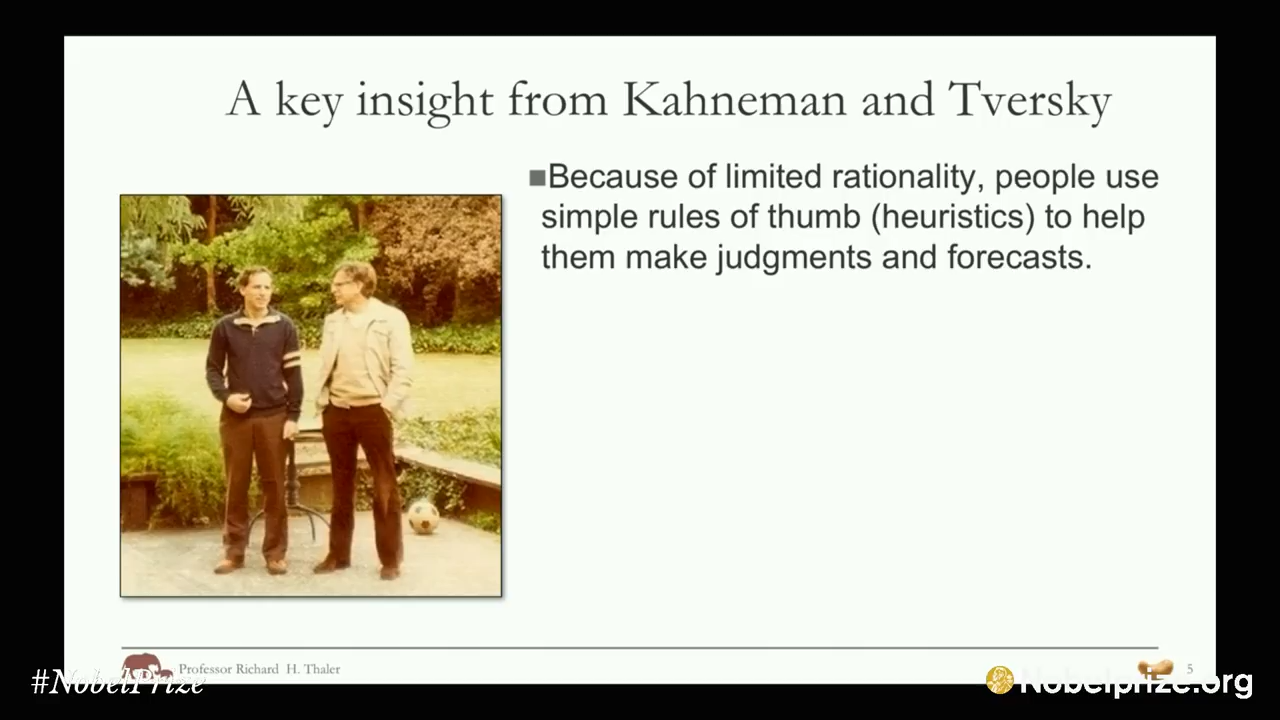 A key insight from Kahneman and Tversky
■Because of limited rationality, people use
simple rules of thumb (heuristics) to help
them make judgments and forecasts.
Professor Richard H. Thaler
5
#NobelPrize
Nobelprize.org